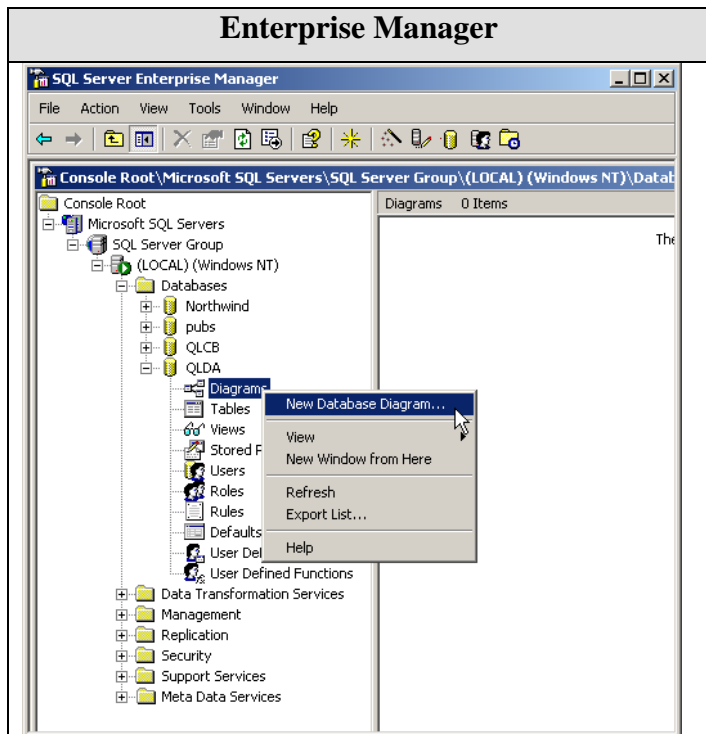 Enterprise Manager
SQL Server Enterprise Manager
File Action View Tools Window Help
Console Root\Microsoft SQL Servers\SQL Server Group\(LOCAL) (Windows NT)\Datab
Console Root
Diagrams 0 Items
Microsoft SQL Servers
The
SQL Server Group
(LOCAL) (Windows NT)
Databases
Northwind
pubs
QLCB
QLDA
Diagrams
New Database Diagram...
Tables
Views
View
Stored P
New Window from Here
Users
Roles
Refresh
Rules
Export List...
Defaults
User Def
Help
User Defined Functions
Data Transformation Services
Management
Replication
Security
Support Services
Meta Data Services